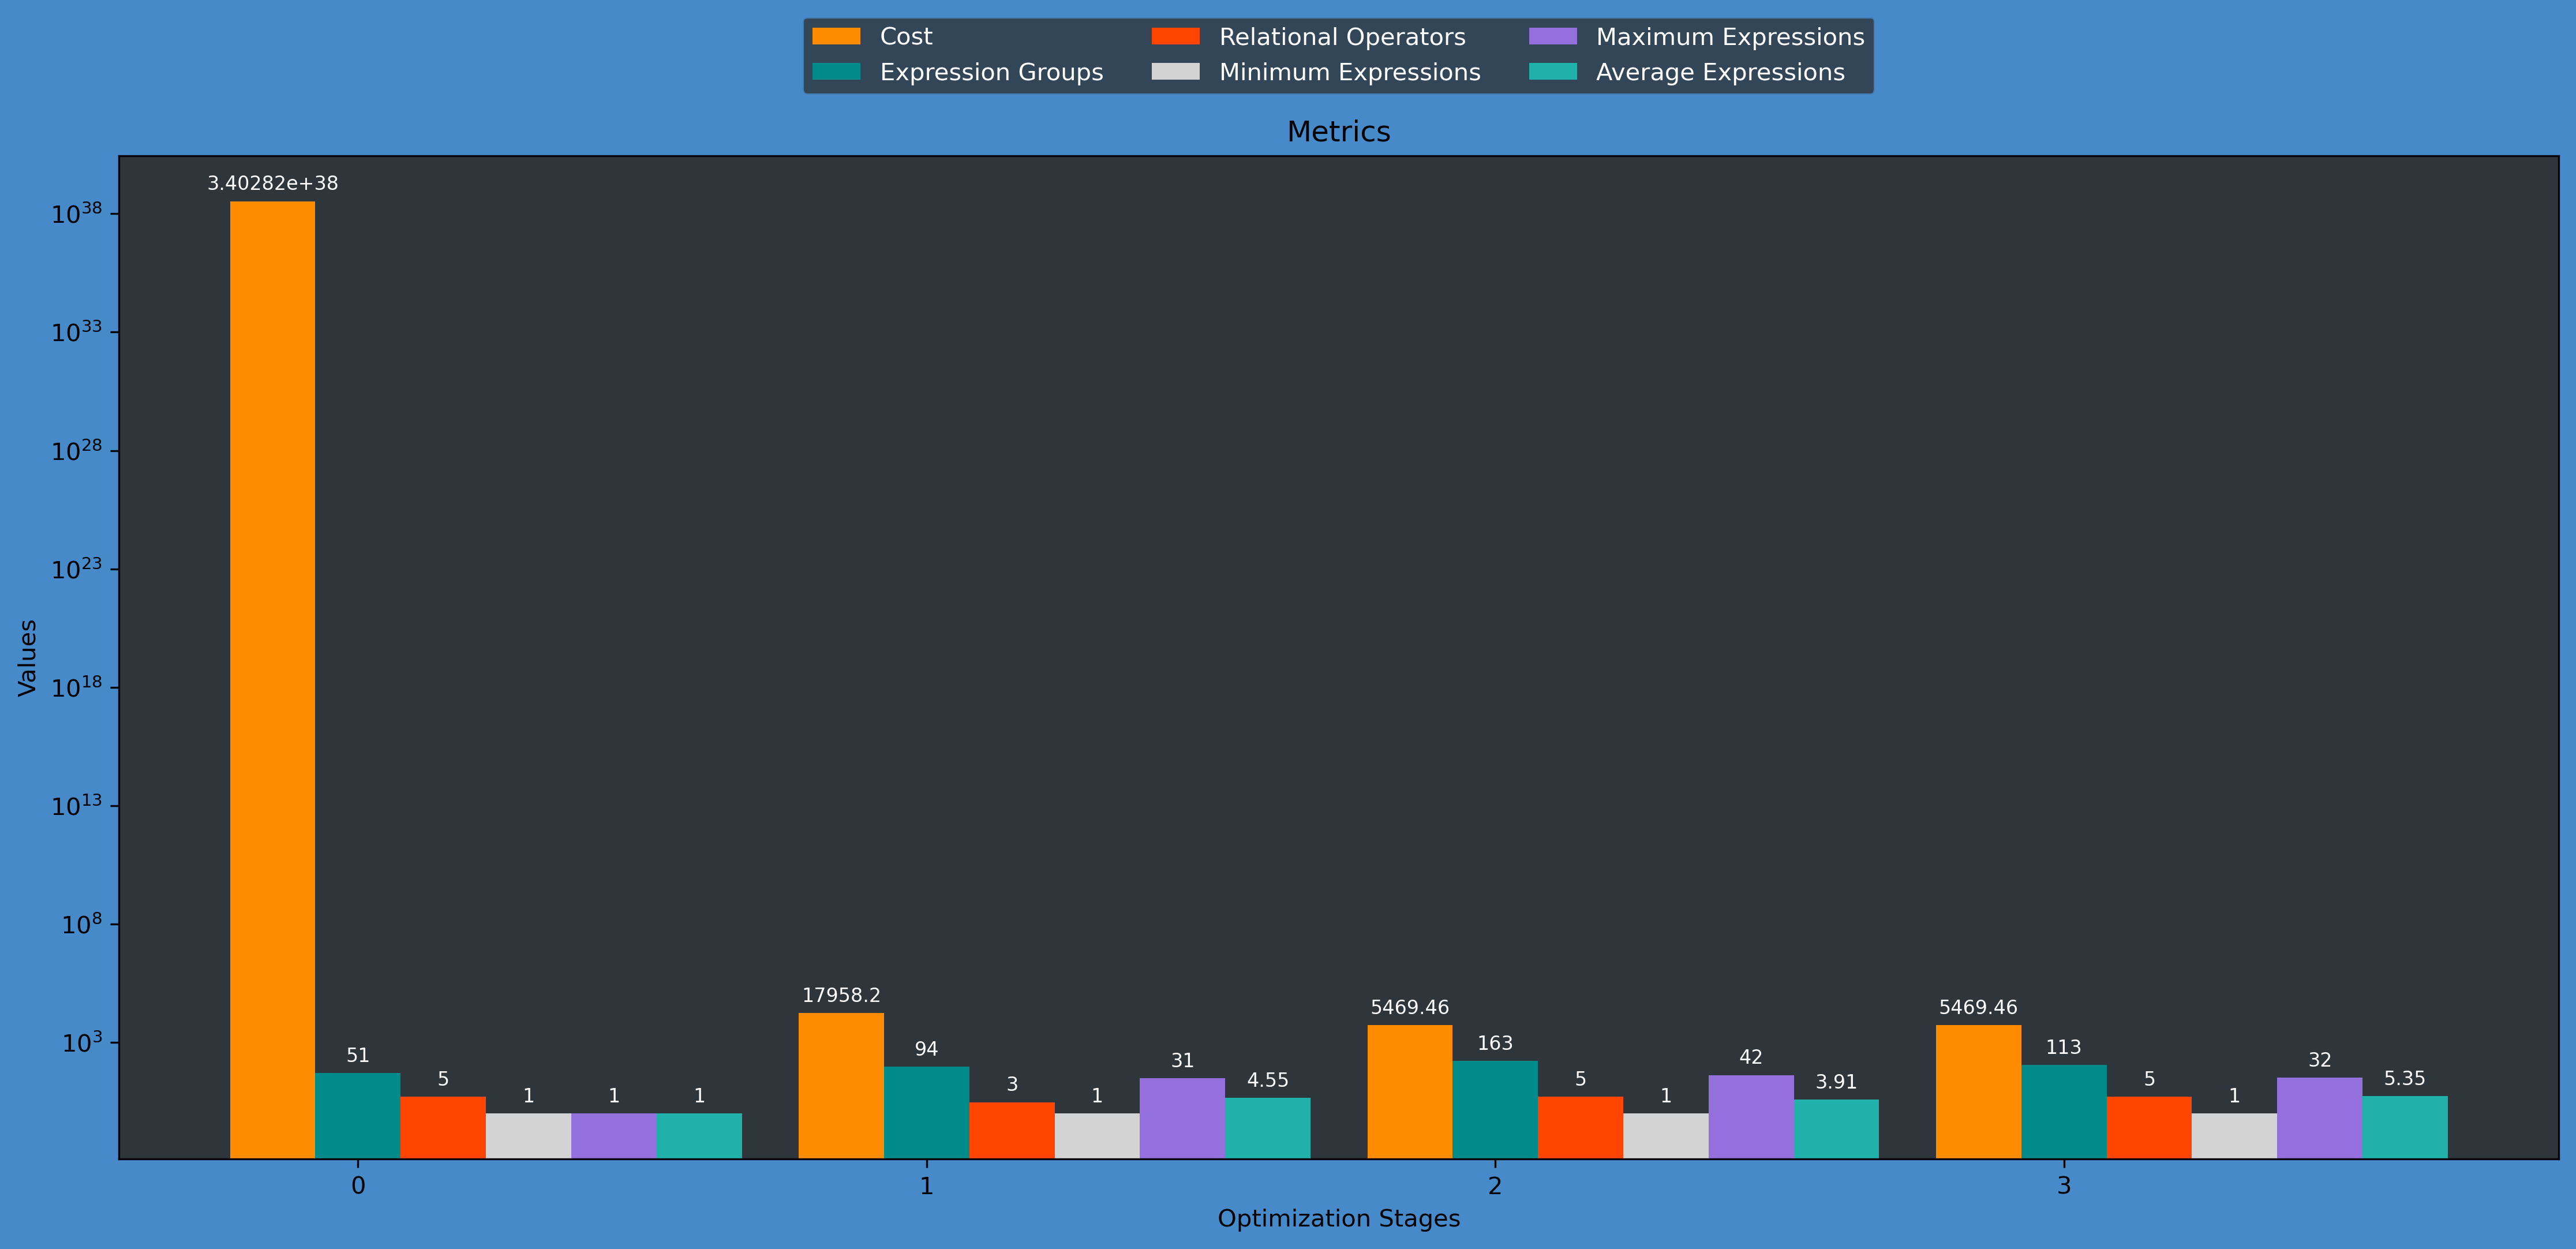 Cost Relational Operators Maximum Expressions
Expression Groups Minimum Expressions Average Expressions
Metrics
3.40282e+38
10^38
10^33
10^28
10^23
10^18
10^13
10^8
10^3
Values
51 5 1 1 1
17958.2 94 3 1 31 4.55
5469.46 163 5 1 42 3.91
5469.46 113 5 1 32 5.35
0 1 2 3
Optimization Stages